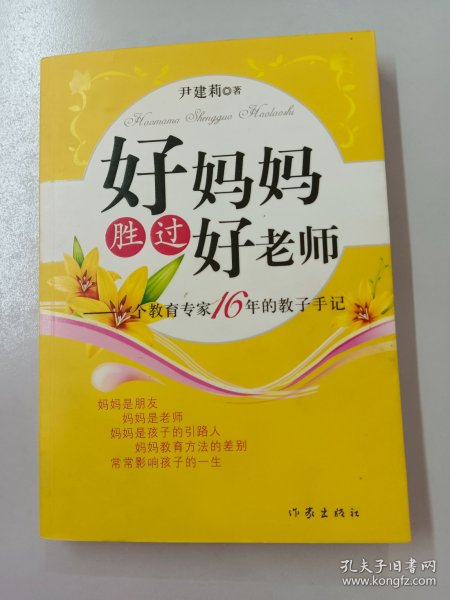 尹建莉◎著
Haomama Shengguo Haolaoshi
好妈妈
胜过好老师
——一个教育专家16年的教子手记
妈妈是朋友
妈妈是老师
妈妈是孩子的引路人
妈妈教育方法的差别
常常影响孩子的一生
作家出版社
孔夫子旧书网
www.kongfz.com